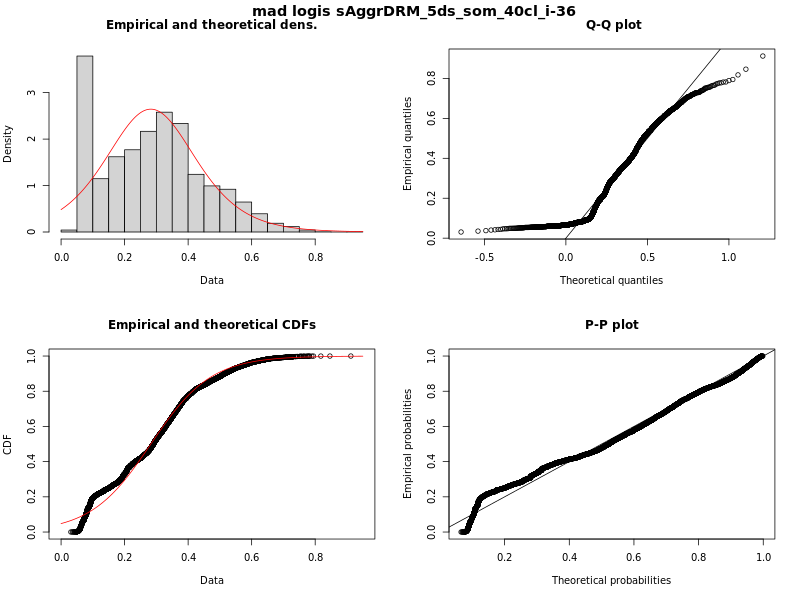 mad logis sAggrDRM_5ds_som_40cl_i-36
Empirical and theoretical dens.
Density
0 1 2 3
0.0 0.2 0.4 0.6 0.8
Data
Q-Q plot
Empirical quantiles
0.0 0.2 0.4 0.6 0.8
-0.5 0.0 0.5 1.0
Theoretical quantiles
Empirical and theoretical CDFs
CDF
0.0 0.2 0.4 0.6 0.8 1.0
0.0 0.2 0.4 0.6 0.8
Data
P-P plot
Empirical probabilities
0.0 0.2 0.4 0.6 0.8 1.0
0.2 0.4 0.6 0.8 1.0
Theoretical probabilities